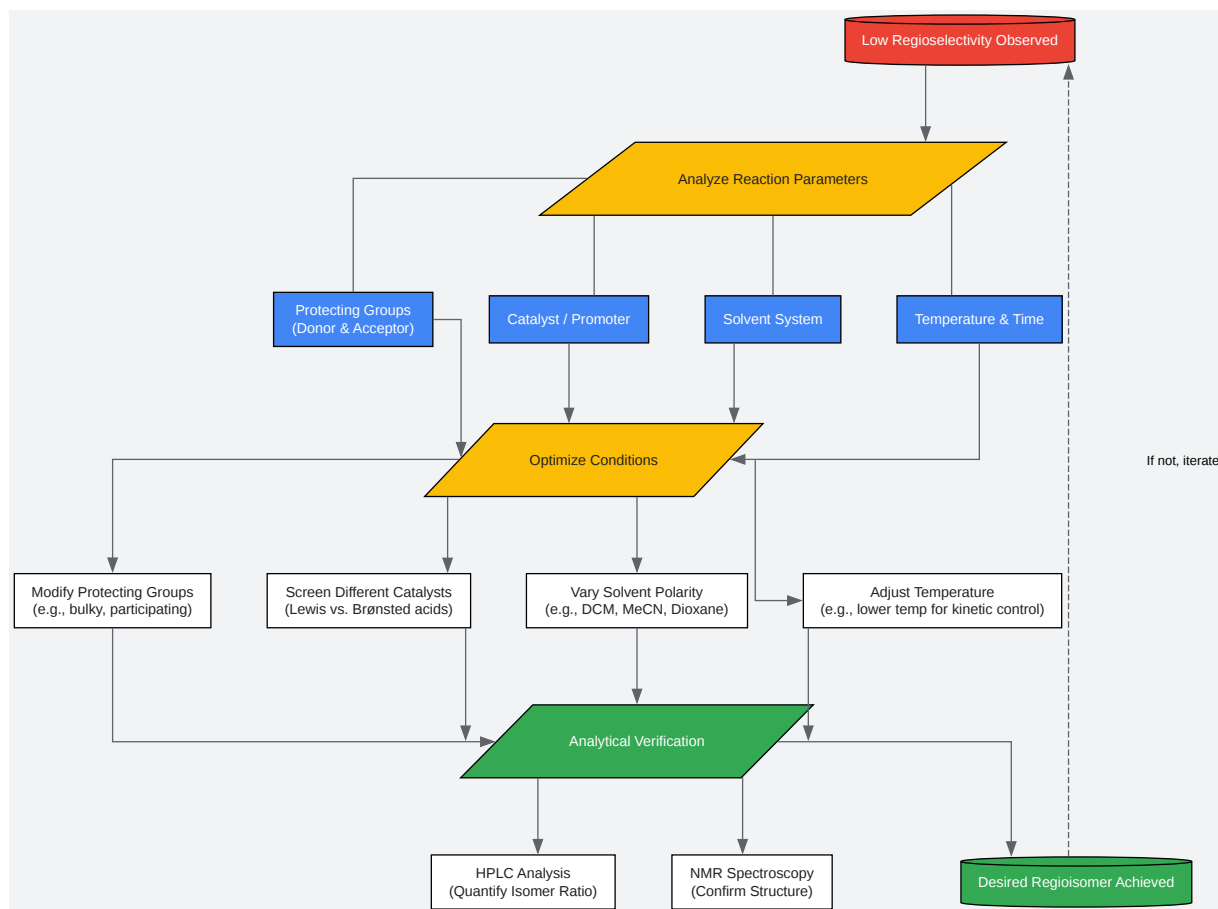 Low Regioselectivity Observed
Analyze Reaction Parameters
Protecting Groups
(Donor & Acceptor)
Catalyst / Promoter
Solvent System
Temperature & Time
Optimize Conditions
If not, iterate
Modify Protecting Groups
(e.g., bulky, participating)
Screen Different Catalysts
(Lewis vs. Brønsted acids)
Vary Solvent Polarity
(e.g., DCM, MeCN, Dioxane)
Adjust Temperature
(e.g., lower temp for kinetic control)
Analytical Verification
HPLC Analysis
(Quantify Isomer Ratio)
NMR Spectroscopy
(Confirm Structure)
Desired Regioisomer Achieved